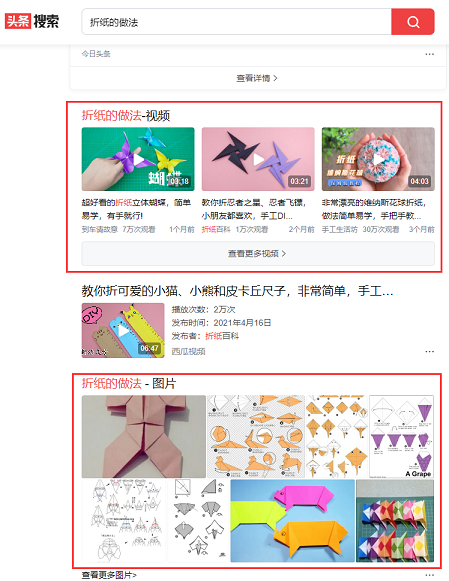 头条 搜索
折纸的做法
今日头条
查看详情 >
折纸的做法-视频
03:18
03:21
折纸
维纳斯花球
04:03
超好看的折纸立体蝴蝶，简单易学，有手就行!
教你折忍者之星、忍者飞镖，小朋友都喜欢，手工DI...
非常漂亮的维纳斯花球折纸，做法简单易学，手把手教...
到车请故意 7万次观看 1个月前
折纸百科 1万次观看 2个月前
手工生活坊 30万次观看 3个月前
查看更多视频 >
教你折可爱的小猫、小熊和皮卡丘尺子，非常简单，手工...
DIY
06:47
播放次数：2万次
发布时间：2021年4月16日
发布者：折纸百科
西瓜视频
折纸的做法 - 图片
A Grape
查看更多图片>